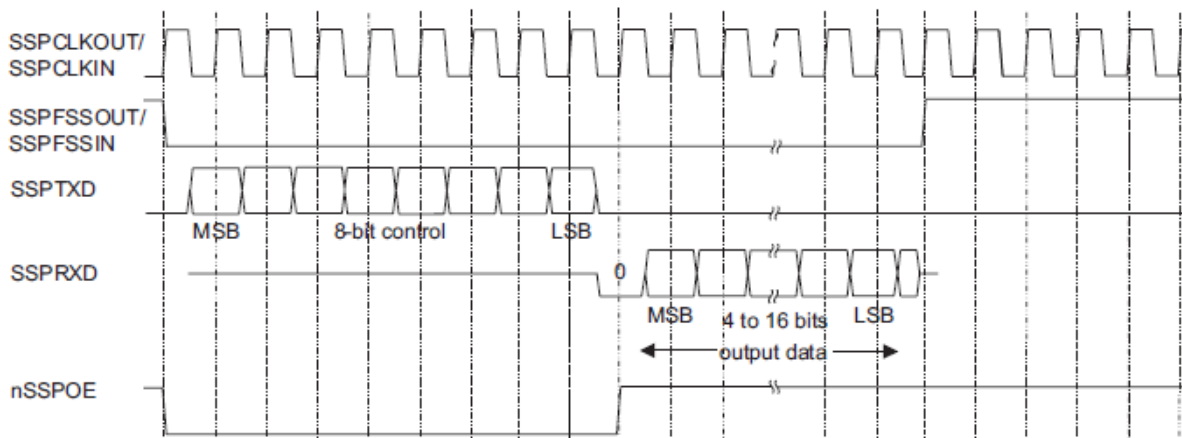 SSPCLKOUT/
SSPCLKIN
SSPFSSOUT/
SSPFSSIN
SSPTXD
MSB 8-bit control LSB
SSPRXD 0
MSB 4 to 16 bits LSB
output data
nSSPOE